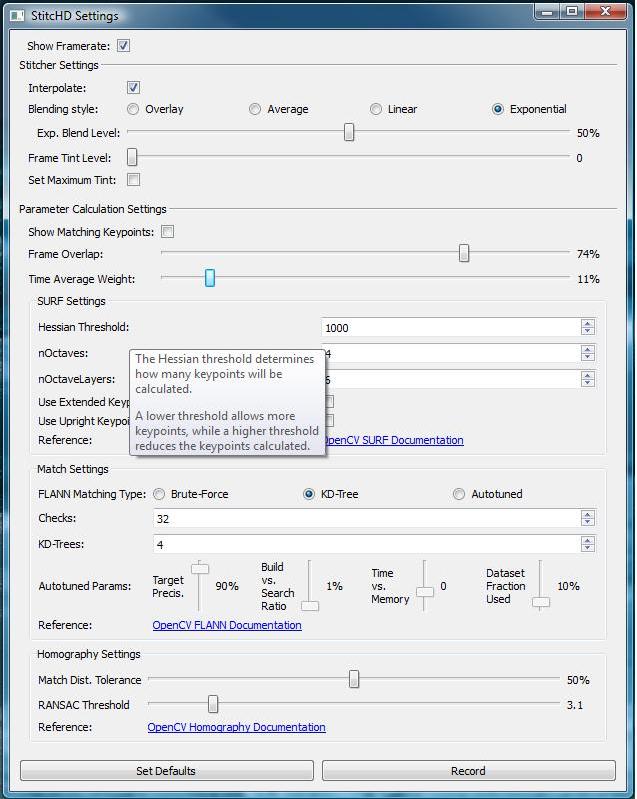 StitcHD Settings
Show Framerate:
Stitcher Settings
Interpolate:
Blending style: Overlay Average Linear Exponential
Exp. Blend Level: 50%
Frame Tint Level: 0
Set Maximum Tint:
Parameter Calculation Settings
Show Matching Keypoints:
Frame Overlap: 74%
Time Average Weight: 11%
SURF Settings
Hessian Threshold: 1000
nOctaves: 4
nOctaveLayers:
Use Extended Keyp
Use Upright Keypoi
The Hessian threshold determines
how many keypoints will be
calculated.
A lower threshold allows more
keypoints, while a higher threshold
reduces the keypoints calculated.
Reference: OpenCV SURF Documentation
Match Settings
FLANN Matching Type: Brute-Force KD-Tree Autotuned
Checks: 32
KD-Trees: 4
Autotuned Params: Target Precis. 90% Build vs. Search Ratio 1% Time vs. Memory 0 Dataset Fraction Used 10%
Reference: OpenCV FLANN Documentation
Homography Settings
Match Dist. Tolerance 50%
RANSAC Threshold 3.1
Reference: OpenCV Homography Documentation
Set Defaults Record